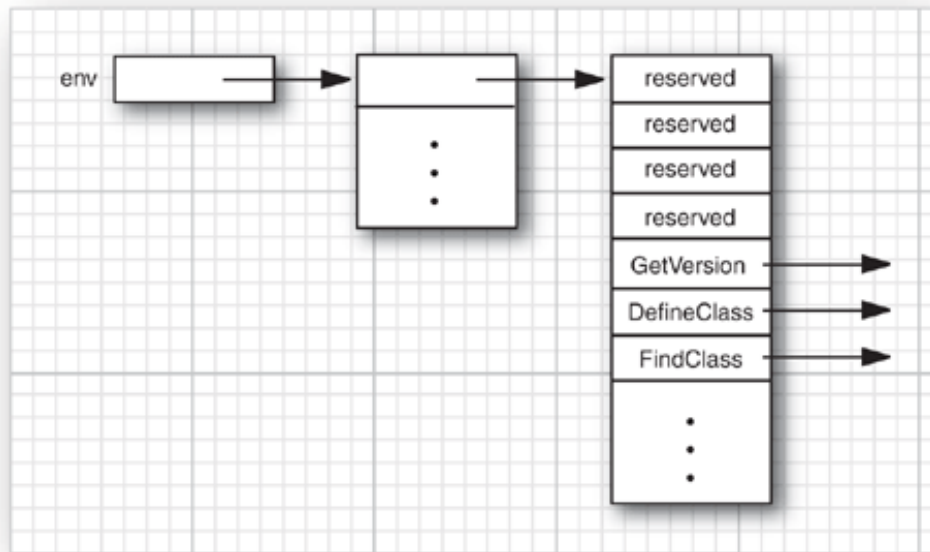 env
reserved
reserved
reserved
reserved
GetVersion
DefineClass
FindClass